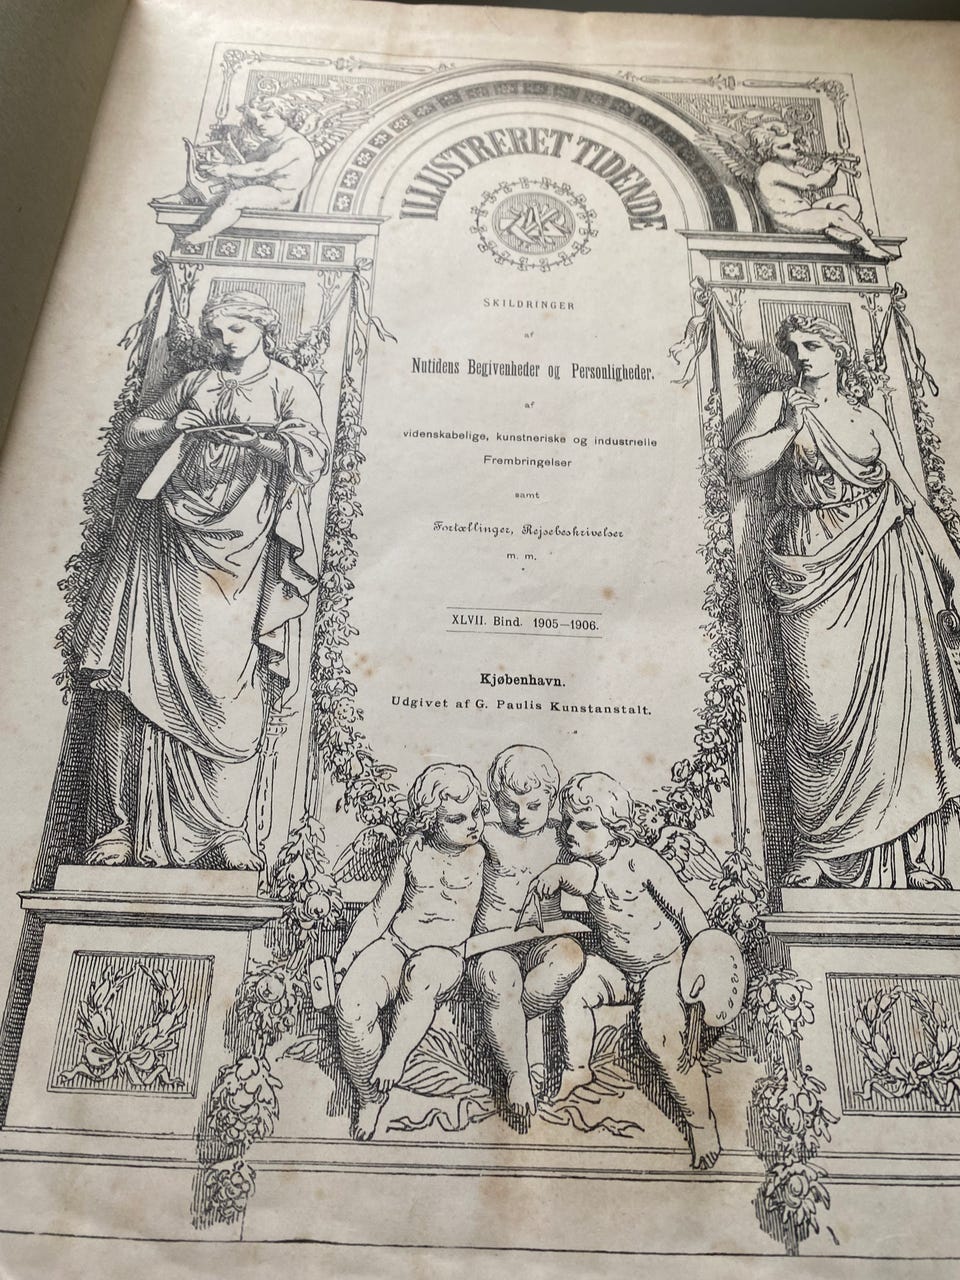 ILLUSTRERET TIDENDE
SKILDRINGER
af
Nutidens Begivenheder og Personligheder.
af
videnskabelige, kunstneriske og industrielle
Frembringelser
samt
Fortællinger, Rejsebeskrivelser
m. m.
XLVII. Bind. 1905—1906.
Kjøbenhavn.
Udgivet af G. Paulis Kunstanstalt.